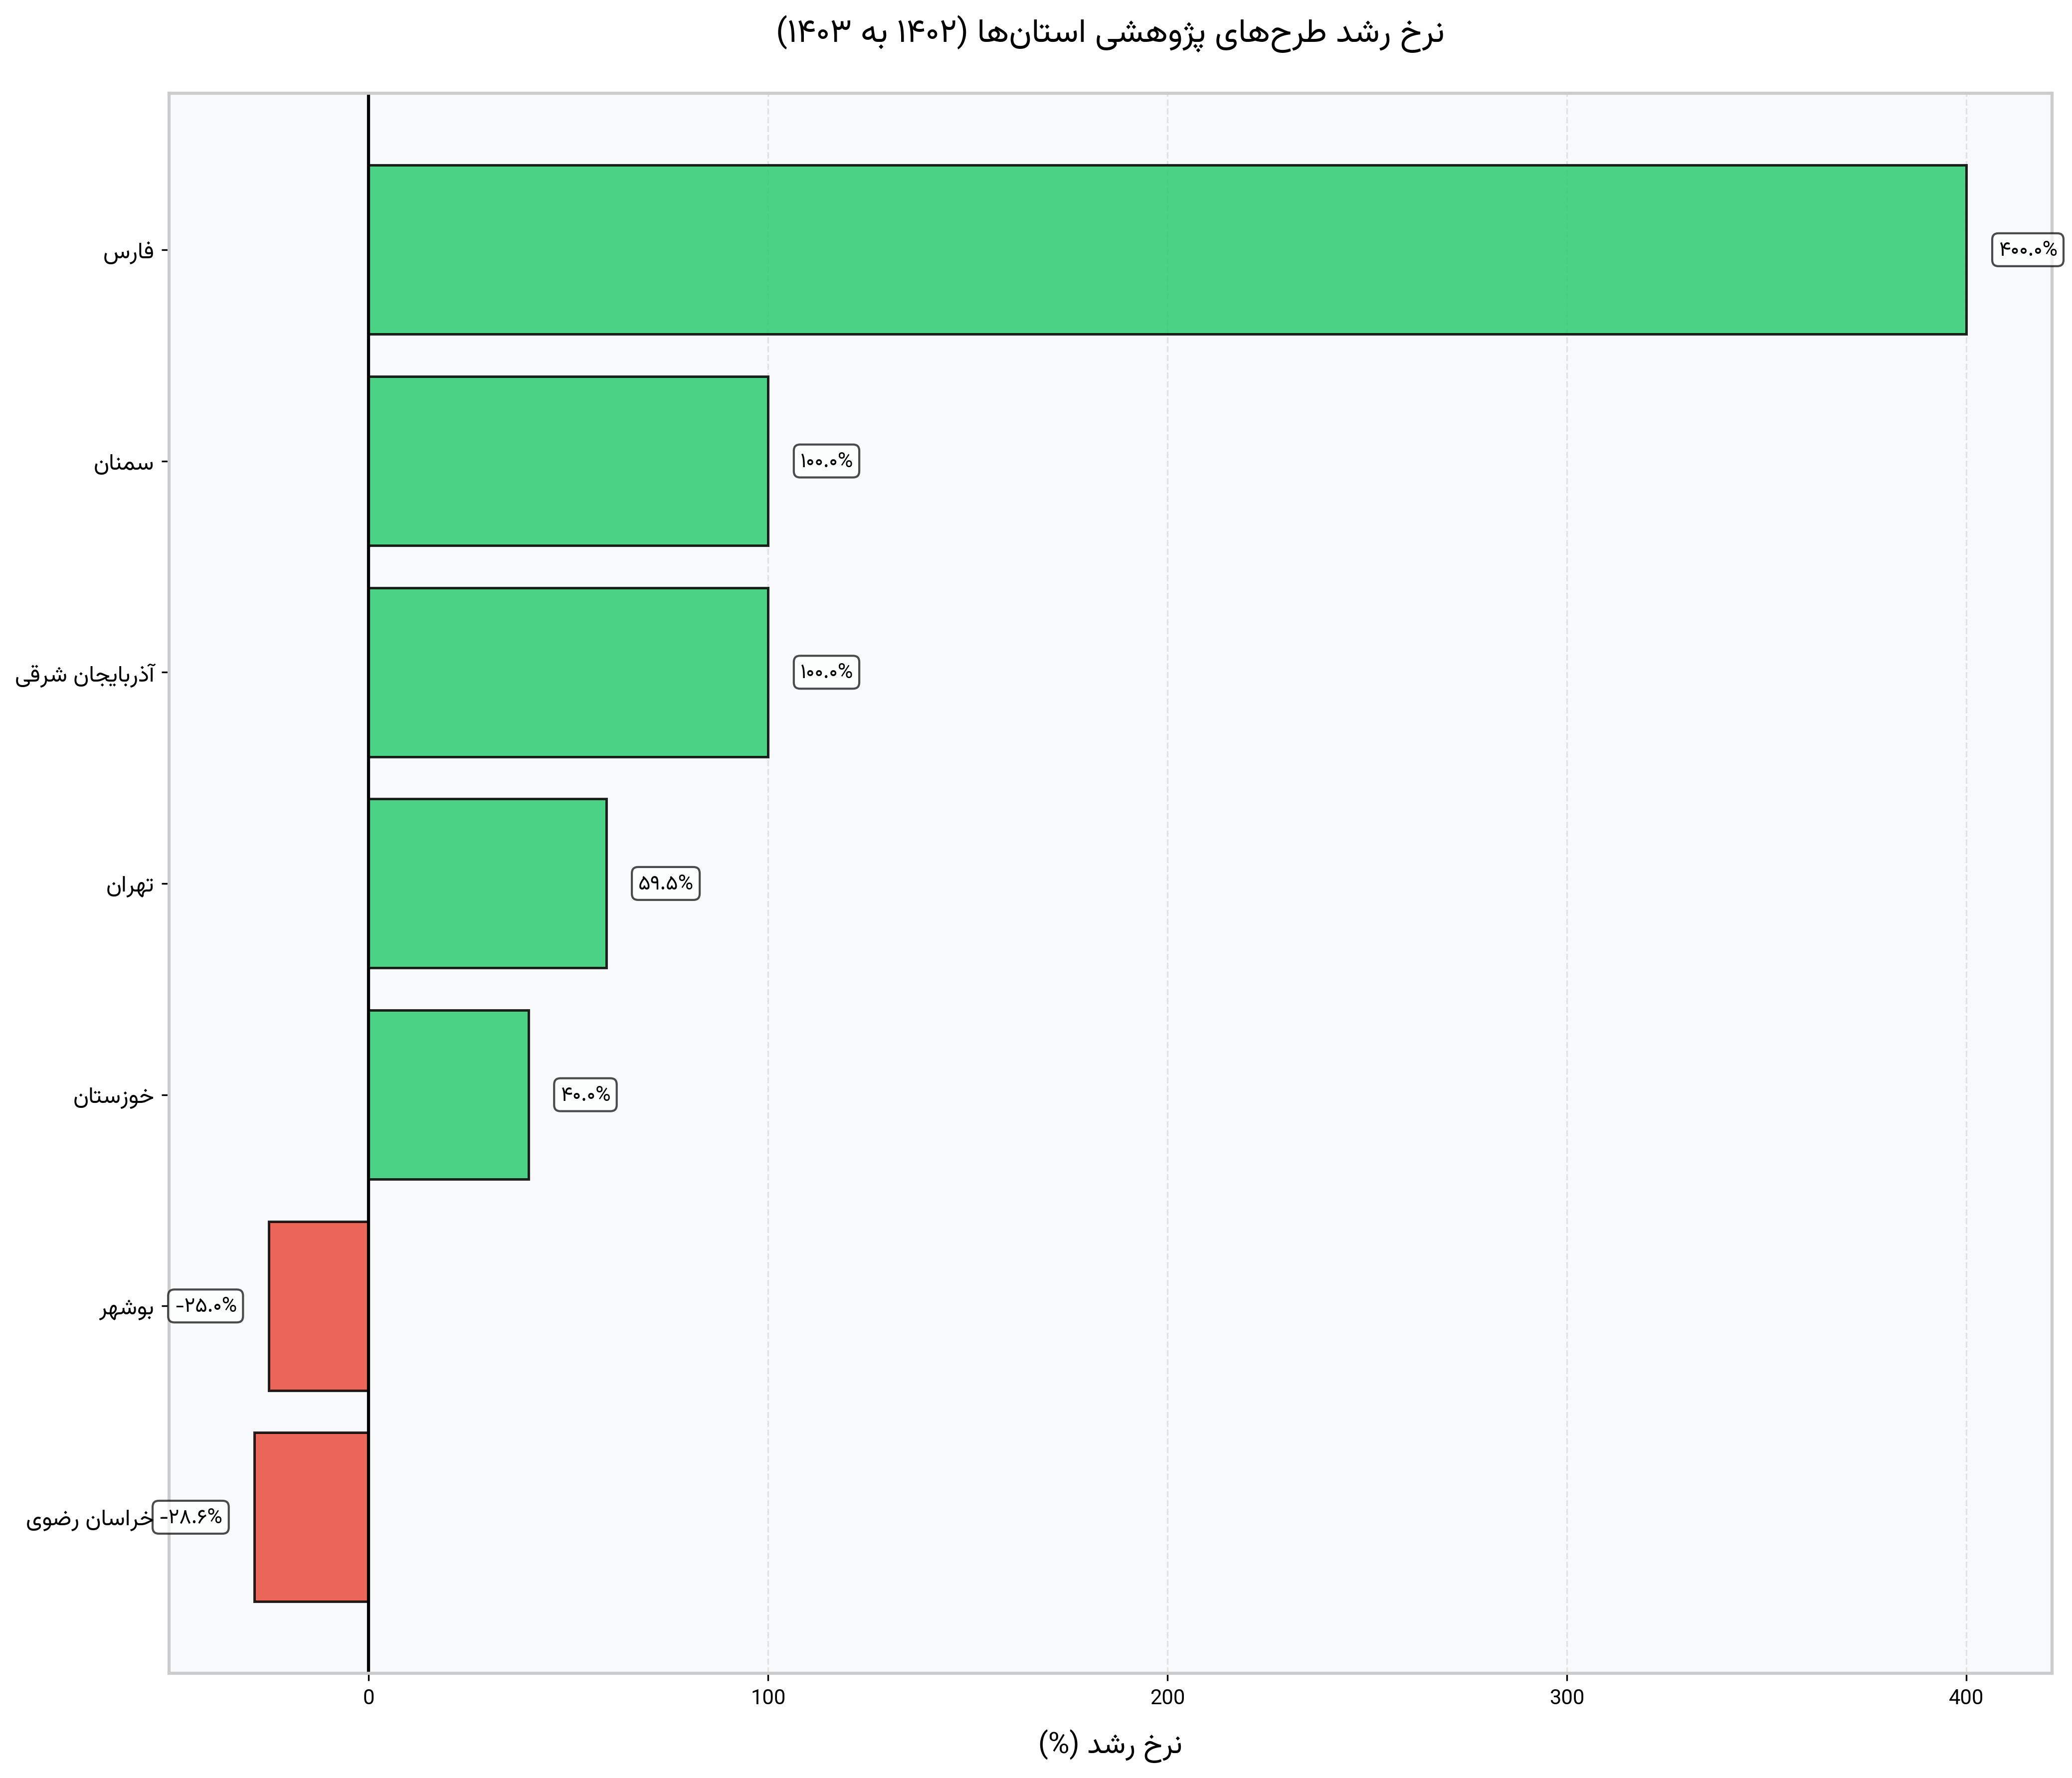 نرخ رشد طرح‌های پژوهشی استان‌ها (۱۴۰۲ به ۱۴۰۳)
فارس
۴۰۰.۰%
سمنان
۱۰۰.۰%
آذربایجان شرقی
۱۰۰.۰%
تهران
۵۹.۵%
خوزستان
۴۰.۰%
بوشهر
-۲۵.۰%
خراسان رضوی
-۲۸.۶%
0 100 200 300 400
نرخ رشد (%)